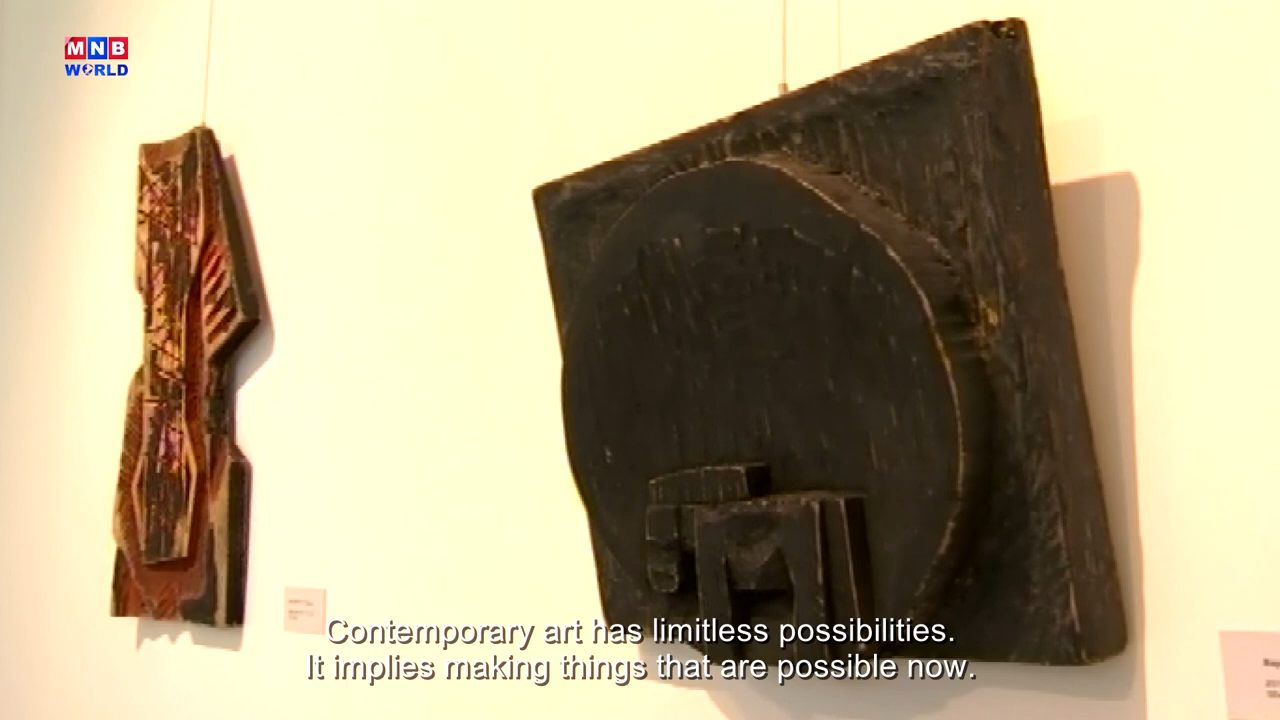 MNB
WORLD
Contemporary art has limitless possibilities.
It implies making things that are possible now.